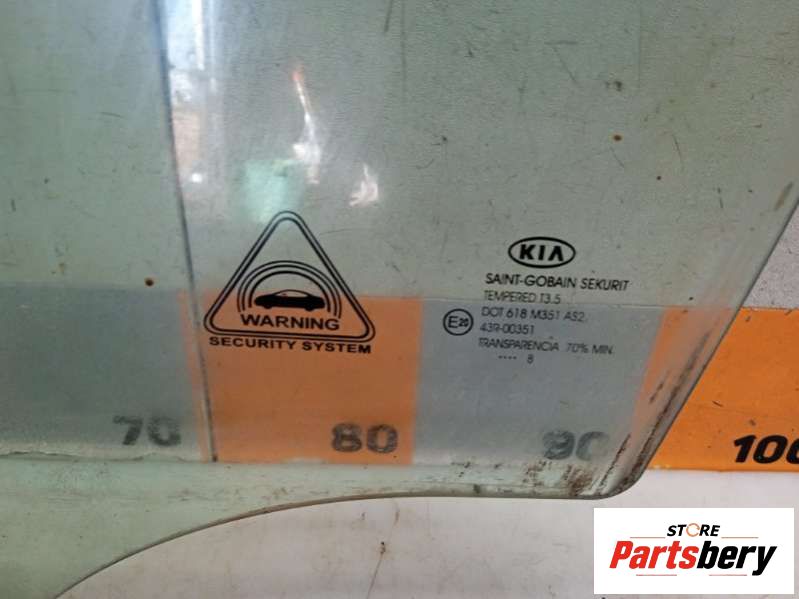 WARNING
SECURITY SYSTEM
KIA
SAINT-GOBAIN SEKURIT
TEMPERED T3.5
DOT 618 M351 AS2
E20
43R-00351
TRANSPARENCIA 70% MIN.
.... 8
70
80
90
100
STORE
Partsbery